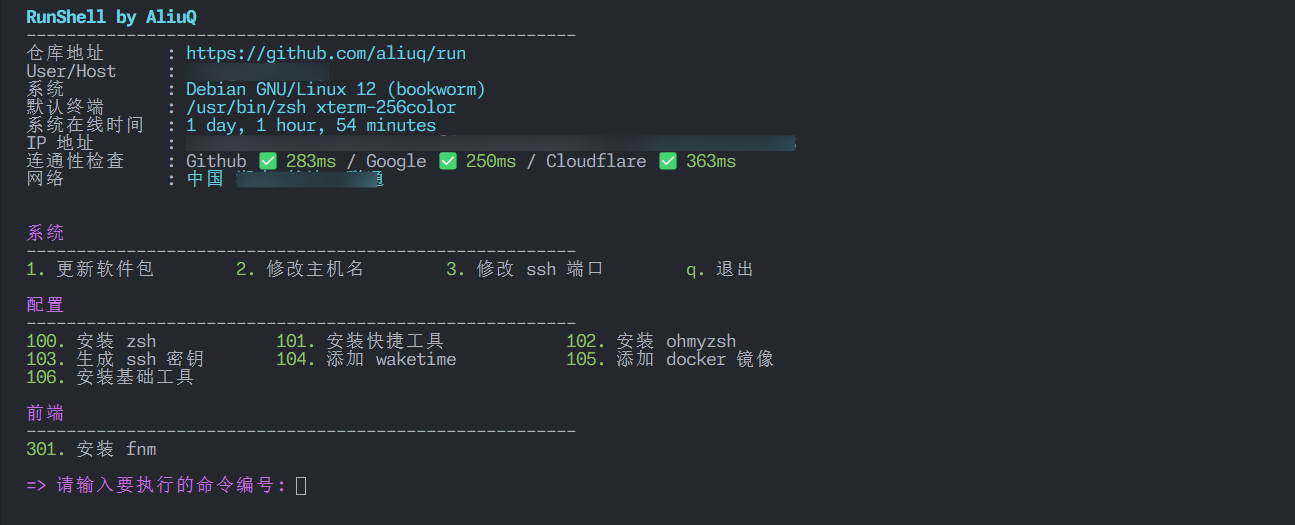 RunShell by AliuQ
-------------------------------------------------------
仓库地址 : https://github.com/aliuq/run
User/Host :
系统 : Debian GNU/Linux 12 (bookworm)
默认终端 : /usr/bin/zsh xterm-256color
系统在线时间 : 1 day, 1 hour, 54 minutes
IP 地址 :
连通性检查 : Github ✅ 283ms / Google ✅ 250ms / Cloudflare ✅ 363ms
网络 : 中国
系统
-------------------------------------------------------
1. 更新软件包 2. 修改主机名 3. 修改 ssh 端口 q. 退出
配置
-------------------------------------------------------
100. 安装 zsh 101. 安装快捷工具 102. 安装 ohmyzsh
103. 生成 ssh 密钥 104. 添加 waketime 105. 添加 docker 镜像
106. 安装基础工具
前端
-------------------------------------------------------
301. 安装 fnm
=> 请输入要执行的命令编号: